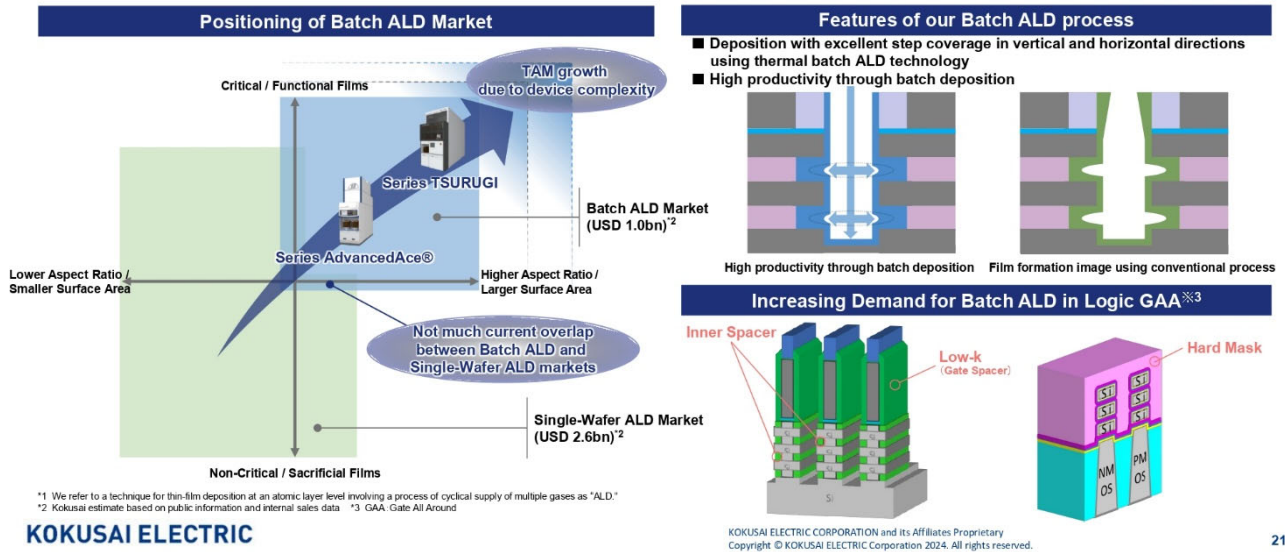 Positioning of Batch ALD Market
Critical / Functional Films
TAM growth
due to device complexity
Series TSURUGI
Series AdvancedAce®
Batch ALD Market
(USD 1.0bn)*2
Lower Aspect Ratio /
Smaller Surface Area
Higher Aspect Ratio /
Larger Surface Area
Not much current overlap
between Batch ALD and
Single-Wafer ALD markets
Single-Wafer ALD Market
(USD 2.6bn)*2
Non-Critical / Sacrificial Films
*1 We refer to a technique for thin-film deposition at an atomic layer level involving a process of cyclical supply of multiple gases as "ALD."
*2 Kokusai estimate based on public information and internal sales data *3 GAA :Gate All Around
KOKUSAI ELECTRIC
Features of our Batch ALD process
■ Deposition with excellent step coverage in vertical and horizontal directions
using thermal batch ALD technology
■ High productivity through batch deposition
High productivity through batch deposition
Film formation image using conventional process
Increasing Demand for Batch ALD in Logic GAA※3
Inner Spacer
Low-k
(Gate Spacer)
Si
Hard Mask
Si
Si
Si
Si
Si
Si
NM
OS
PM
OS
KOKUSAI ELECTRIC CORPORATION and its Affiliates Proprietary
Copyright © KOKUSAI ELECTRIC Corporation 2024. All rights reserved.
21